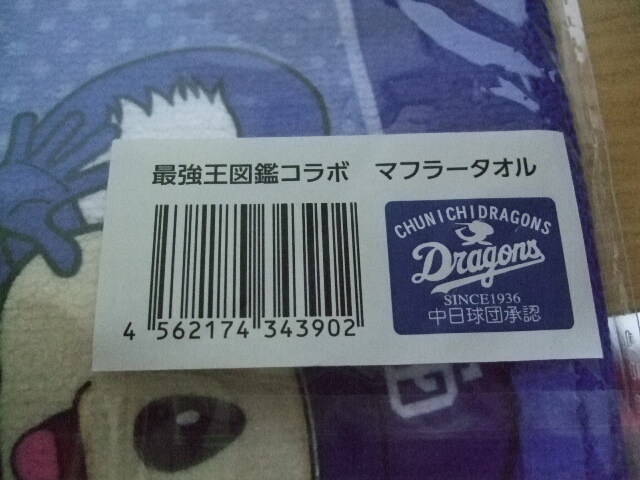 最強王図鑑コラボ　マフラータオル
CHUNICHIDRAGONS
Dragons
SINCE1936
中日球団承認
4 562174 343902